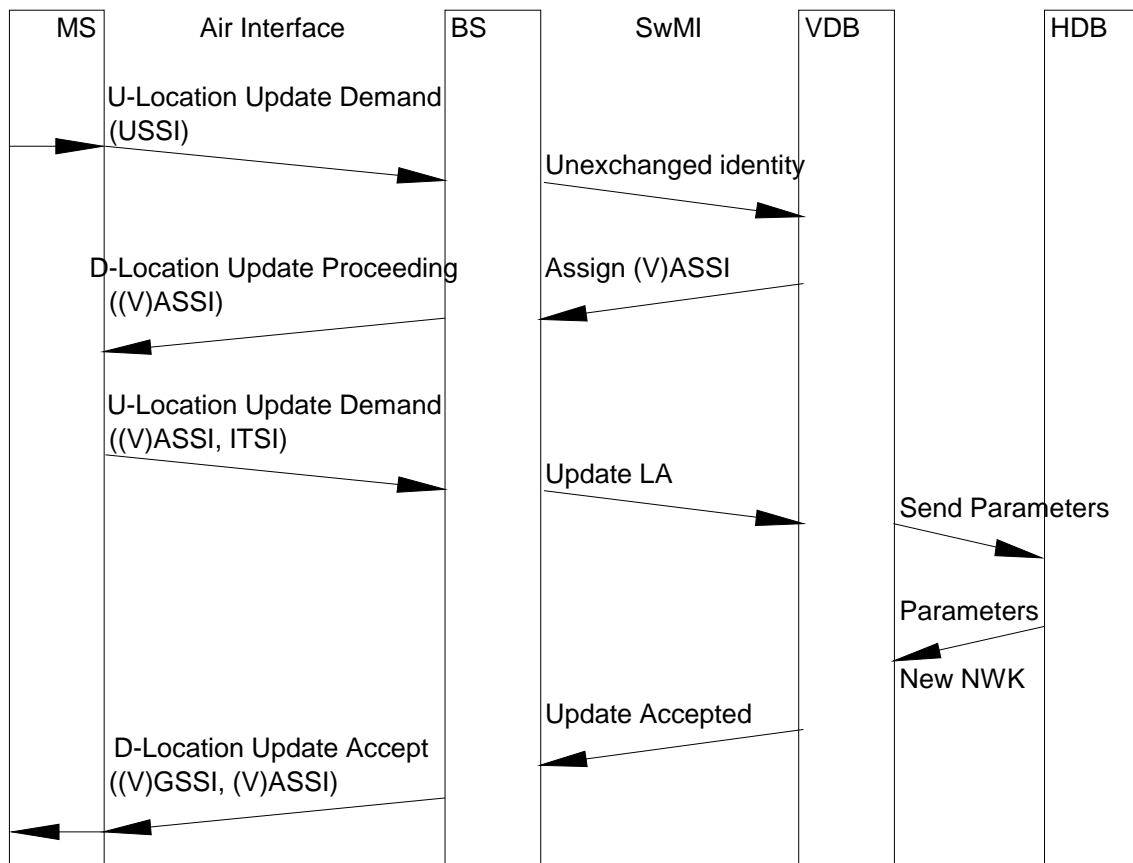 MS Air Interface BS SwMI VDB HDB
U-Location Update Demand
(USSI)
Unexchanged identity
D-Location Update Proceeding
((V)ASSI)
Assign (V)ASSI
U-Location Update Demand
((V)ASSI, ITSI)
Update LA
Send Parameters
Parameters
New NWK
Update Accepted
D-Location Update Accept
((V)GSSI, (V)ASSI)